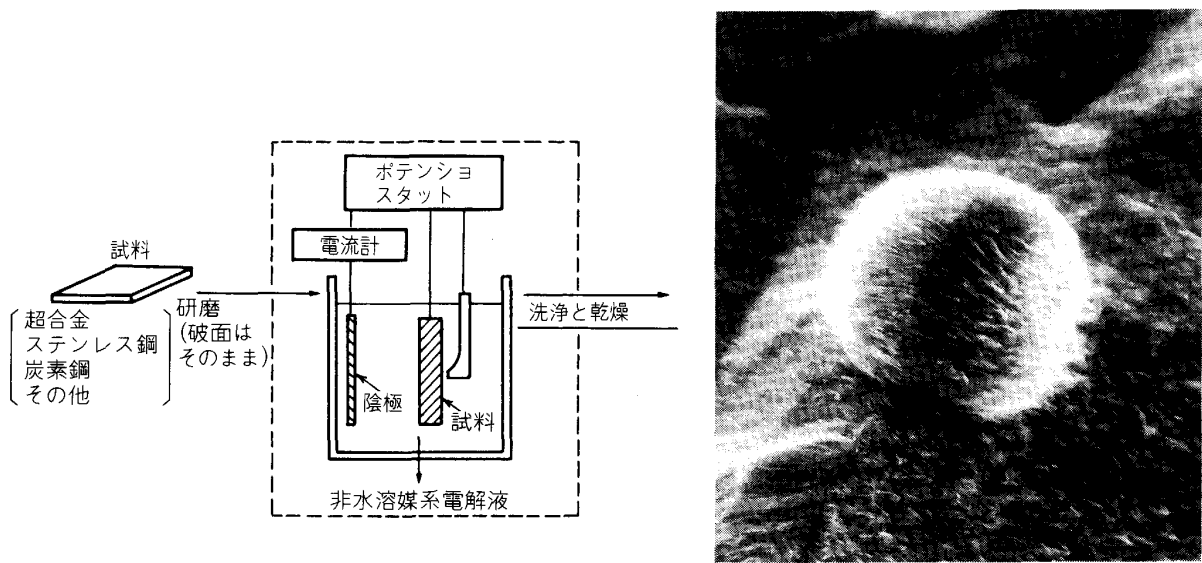 試料
超合金
ステンレス鋼
炭素鋼
その他
研磨
(破面は
そのまま)
ポテンショ
スタット
電流計
陰極
試料
非水溶媒系電解液
洗浄と乾燥